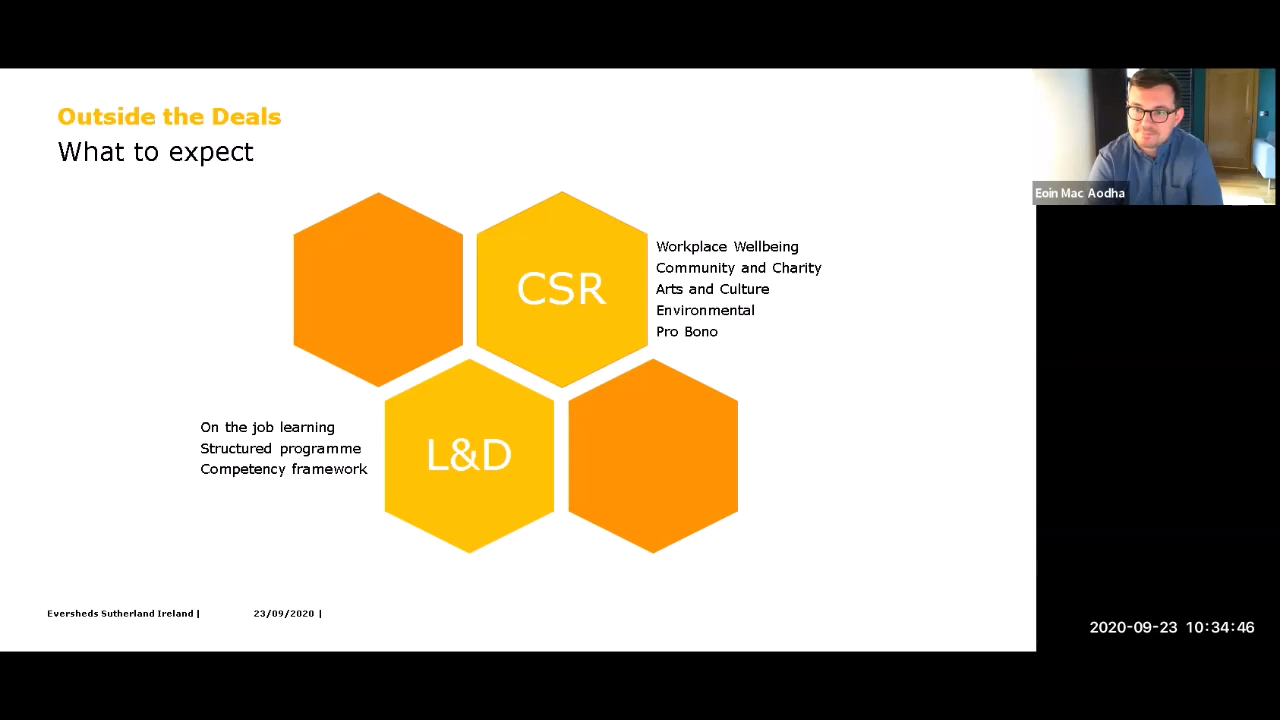 Outside the Deals
What to expect
Eoin Mac Aodha
CSR
Workplace Wellbeing
Community and Charity
Arts and Culture
Environmental
Pro Bono
On the job learning
Structured programme
Competency framework
L&D
Eversheds Sutherland Ireland |
23/09/2020 |
2020-09-23 10:34:46